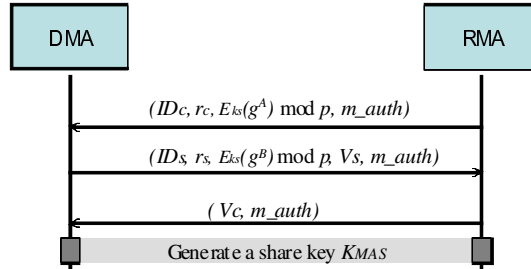 DMA RMA
(IDc, rc, Eks(g^A) mod p, m_auth)
(IDs, rs, Eks(g^B) mod p, Vs, m_auth)
( Vc, m_auth)
Generate a share key KMAS